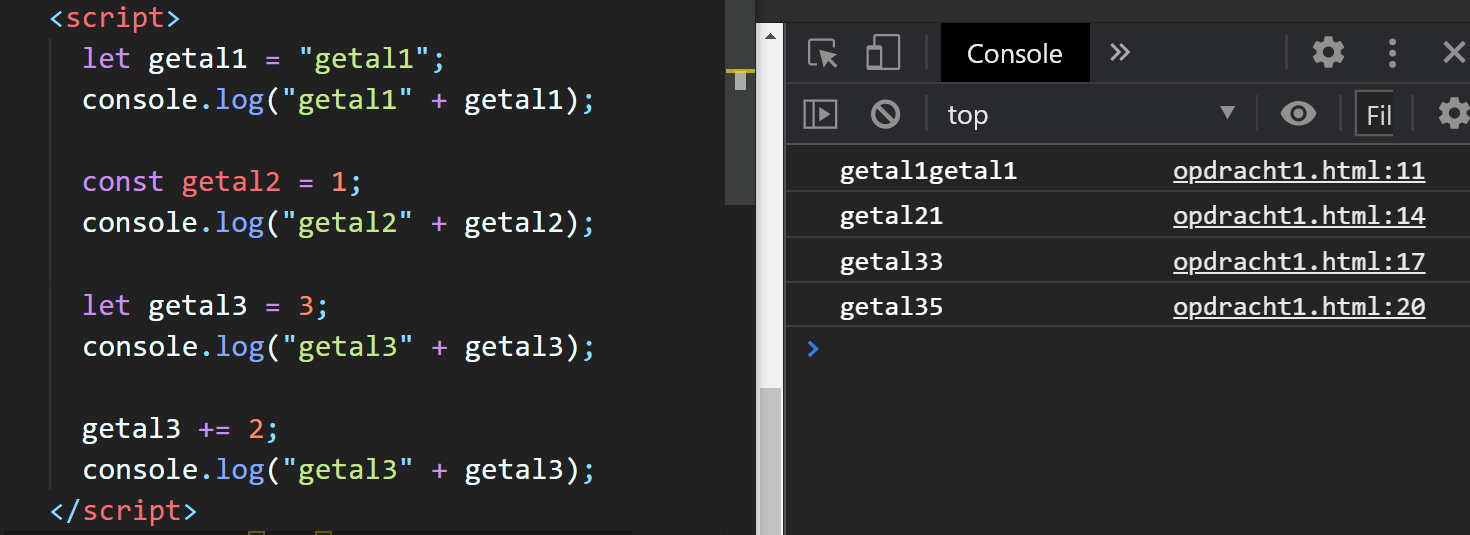 <script>
let getal1 = "getal1";
console.log("getal1" + getal1);
const getal2 = 1;
console.log("getal2" + getal2);
let getal3 = 3;
console.log("getal3" + getal3);
getal3 += 2;
console.log("getal3" + getal3);
</script>
Console
top
Fil
getal1getal1 opdracht1.html:11
getal21 opdracht1.html:14
getal33 opdracht1.html:17
getal35 opdracht1.html:20